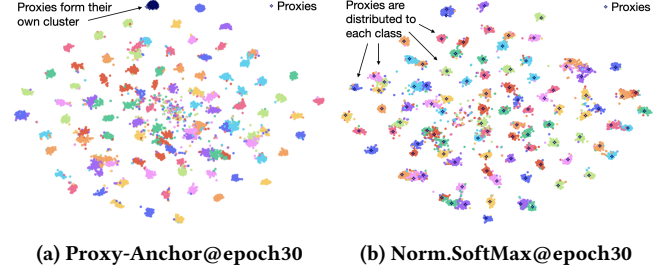 Proxies form their
own cluster
Proxies
Proxies are
distributed to
each class
Proxies
(a) Proxy-Anchor@epoch30
(b) Norm.SoftMax@epoch30